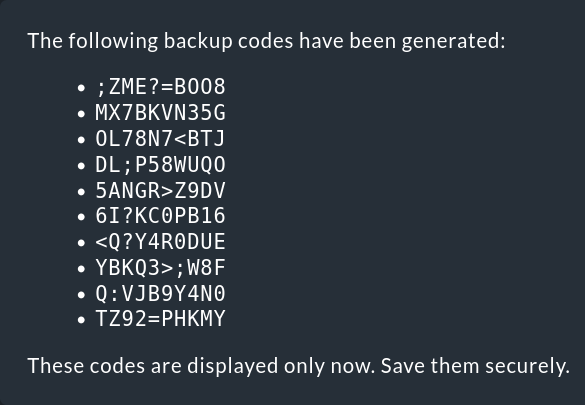 The following backup codes have been generated:
• ;ZME?=BOO8
• MX7BKVN35G
• OL78N7<BTJ
• DL;P58WUQO
• 5ANGR>Z9DV
• 6I?KC0PB16
• <Q?Y4R0DUE
• YBKQ3>;W8F
• Q:VJB9Y4N0
• TZ92=PHKMY
These codes are displayed only now. Save them securely.